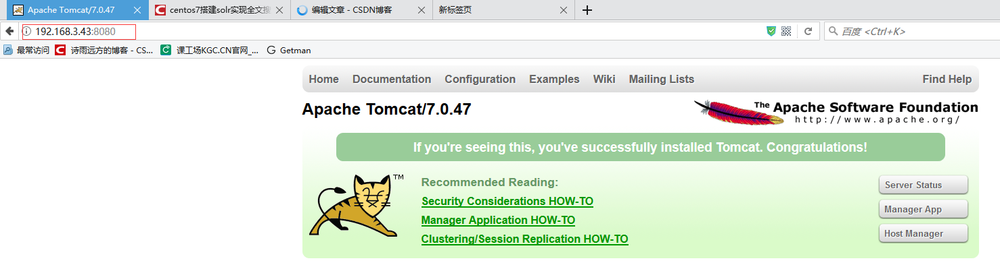 Apache Tomcat/7.0.47
centos7搭建solr实现全文搜
编辑文章 - CSDN博客
新标签页
192.168.3.43:8080
百度 <Ctrl+K>
最常访问
诗雨远方的博客 - CS...
课工场KGC.CN官网_...
Getman
Home Documentation Configuration Examples Wiki Mailing Lists Find Help
Apache Tomcat/7.0.47
The Apache Software Foundation
http://www.apache.org/
If you're seeing this, you've successfully installed Tomcat. Congratulations!
TM
Recommended Reading:
Security Considerations HOW-TO
Manager Application HOW-TO
Clustering/Session Replication HOW-TO
Server Status
Manager App
Host Manager